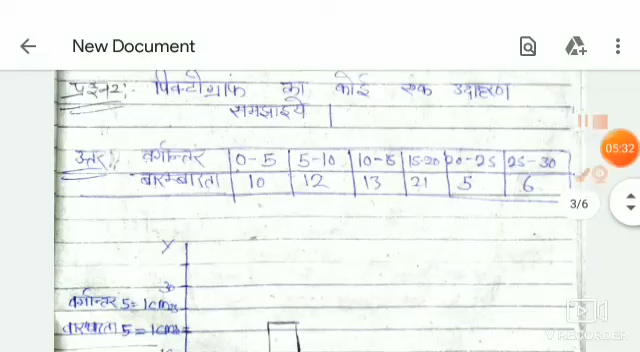 New Document
प्रश्न-12:- पिक्टोग्राफ का कोई एक उदाहरण
समझाइये |
उत्तर:- वर्गान्तर 0-5 5-10 10-15 15-20 20-25 25-30
बारम्बारता 10 12 13 21 5 6
05:32
3/6
Y
30
वर्गान्तर 5=1cm
बारम्बारता 5=1cm
V RECORDER